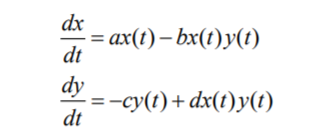 dx/dt = ax(t) − bx(t)y(t)
dy/dt = −cy(t) + dx(t)y(t)